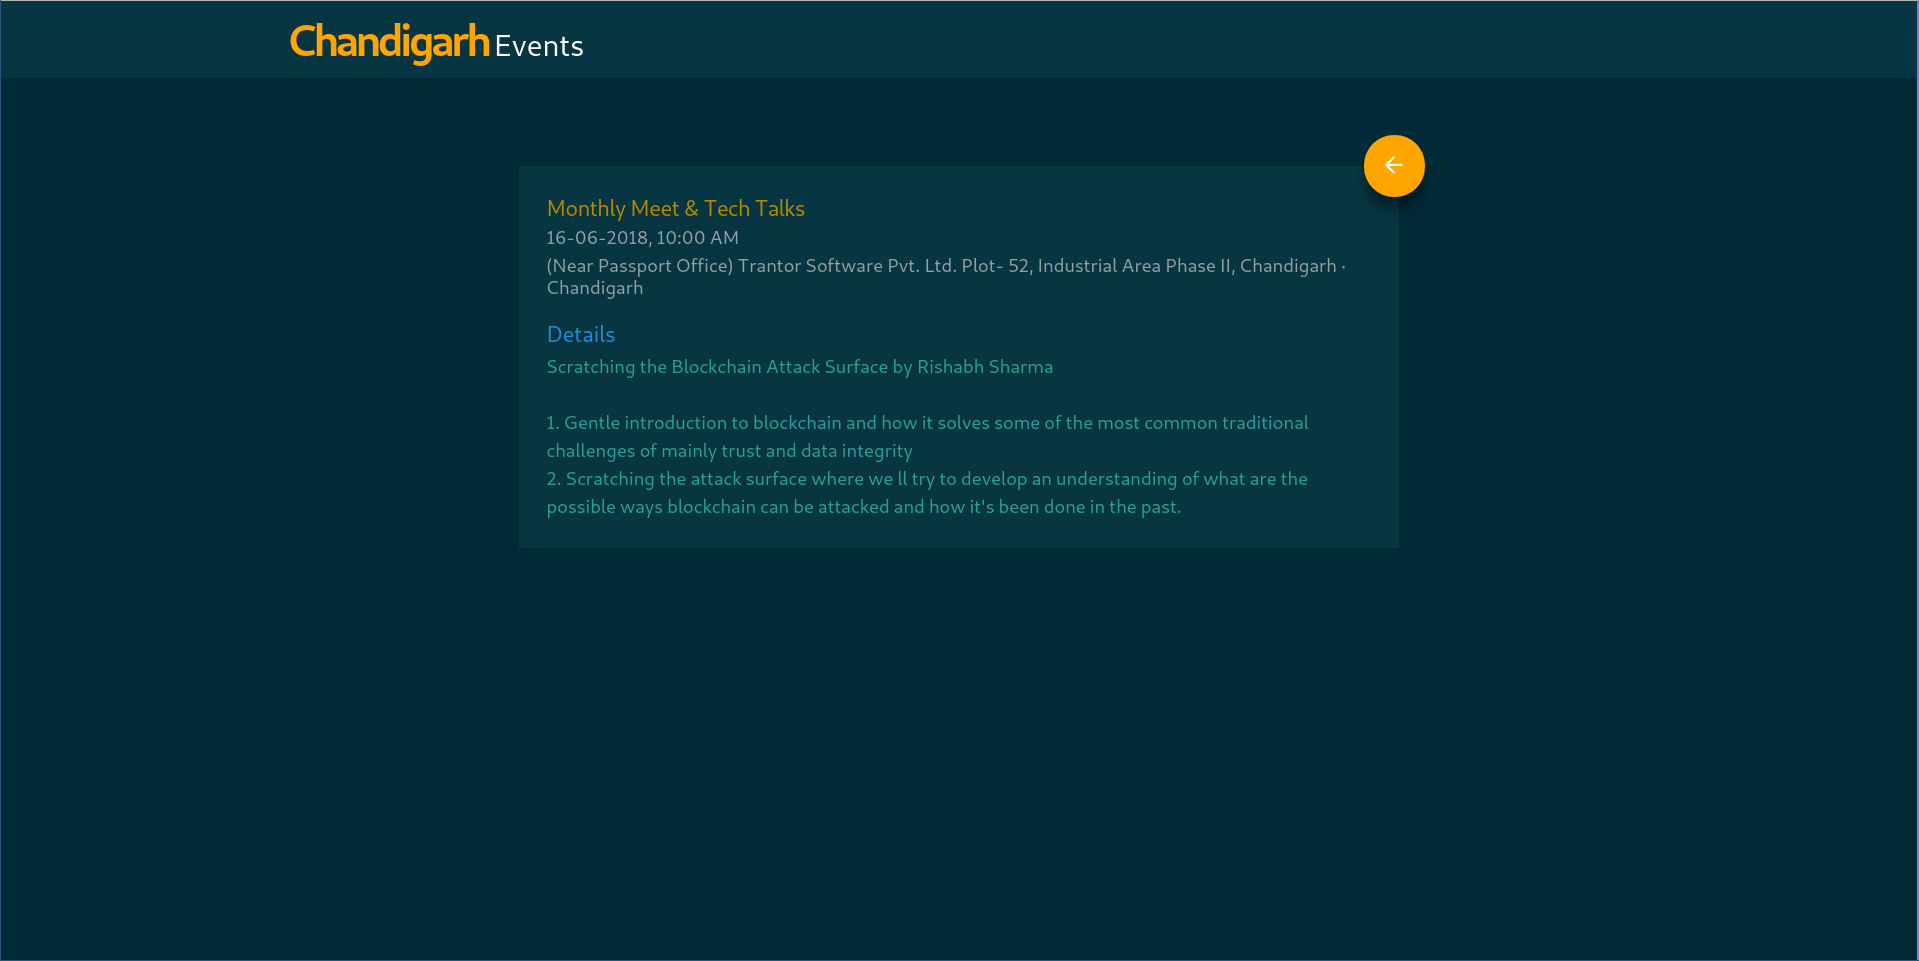 Chandigarh Events
Monthly Meet & Tech Talks
16-06-2018, 10:00 AM
(Near Passport Office) Trantor Software Pvt. Ltd. Plot- 52, Industrial Area Phase II, Chandigarh ·
Chandigarh
Details
Scratching the Blockchain Attack Surface by Rishabh Sharma
1. Gentle introduction to blockchain and how it solves some of the most common traditional
challenges of mainly trust and data integrity
2. Scratching the attack surface where we ll try to develop an understanding of what are the
possible ways blockchain can be attacked and how it's been done in the past.